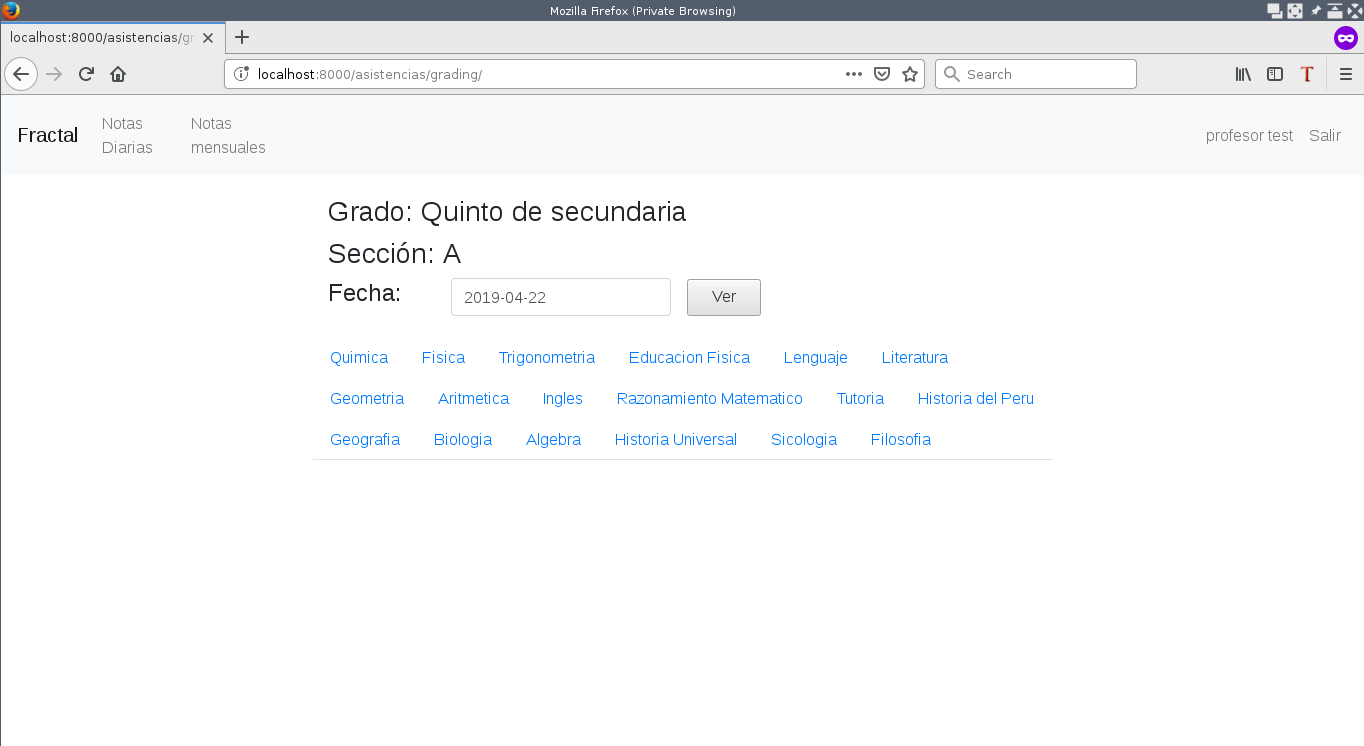 Mozilla Firefox (Private Browsing)
localhost:8000/asistencias/gr
localhost:8000/asistencias/grading/
Search
Fractal
Notas Diarias
Notas mensuales
profesor test
Salir
Grado: Quinto de secundaria
Sección: A
Fecha: 2019-04-22 Ver
Quimica Fisica Trigonometria Educacion Fisica Lenguaje Literatura
Geometria Aritmetica Ingles Razonamiento Matematico Tutoria Historia del Peru
Geografia Biologia Algebra Historia Universal Sicologia Filosofia